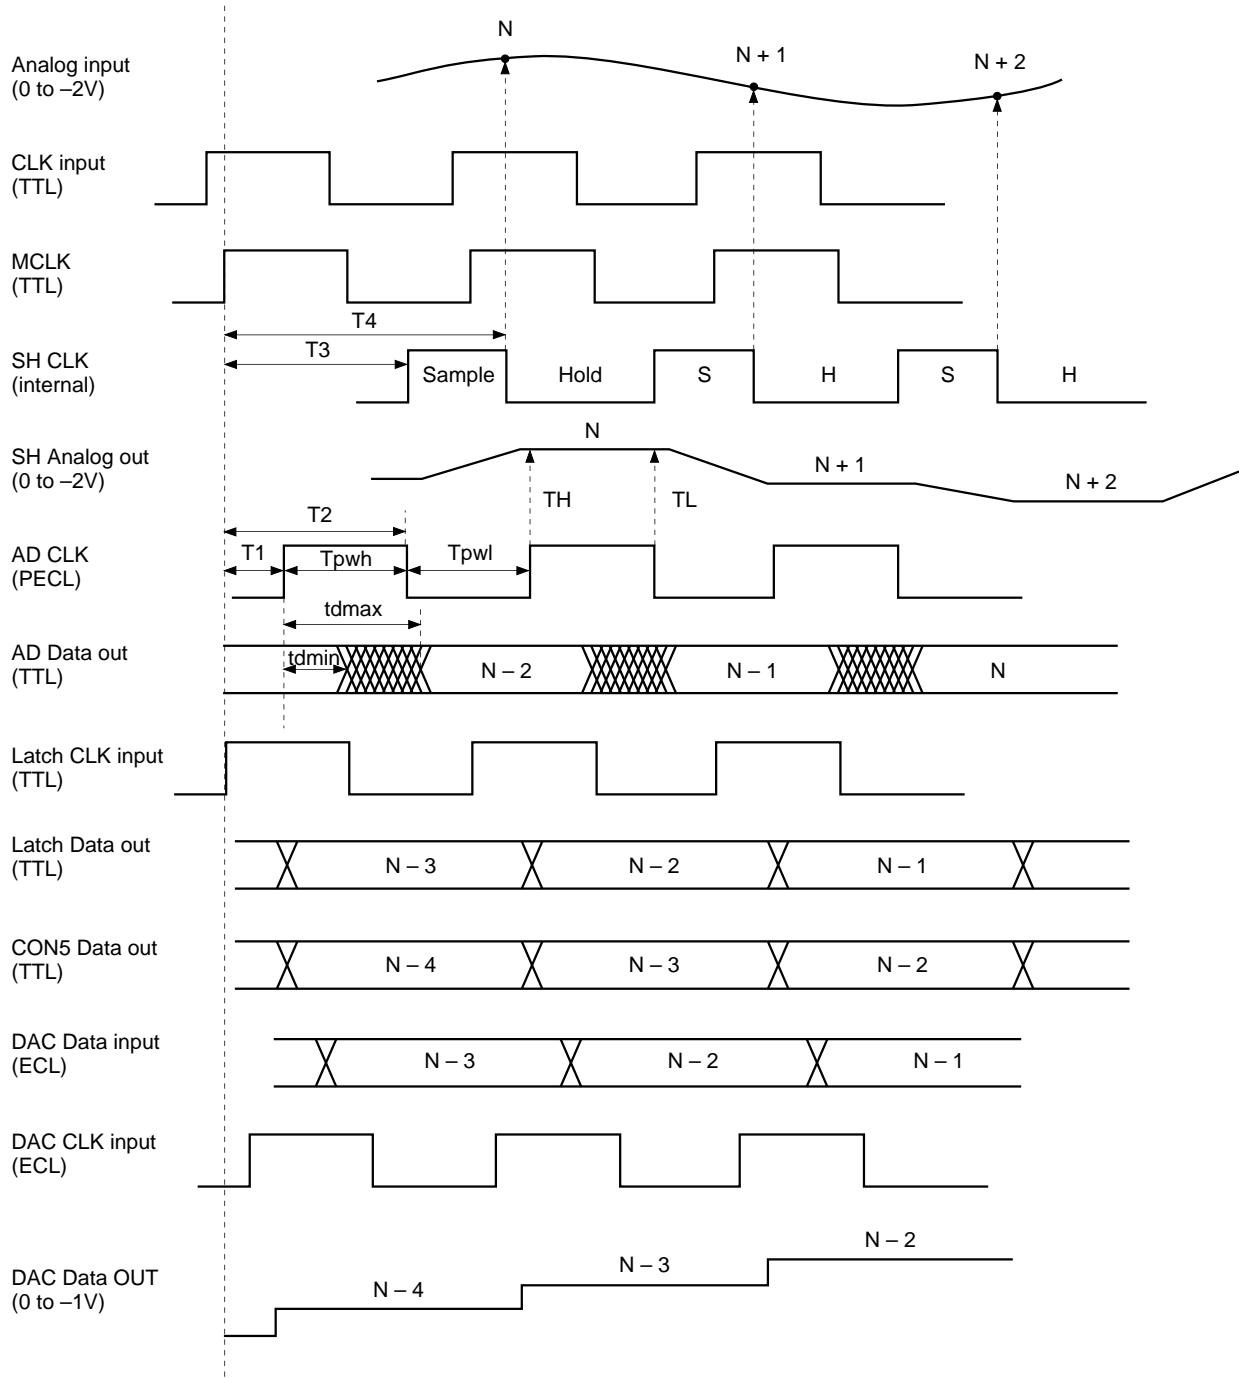 N
N + 1
N + 2
Analog input
(0 to –2V)
CLK input
(TTL)
MCLK
(TTL)
T4
T3
SH CLK
(internal)
Sample
Hold
S
H
S
H
N
SH Analog out
(0 to –2V)
N + 1
N + 2
TH
TL
T2
AD CLK
(PECL)
T1
Tpwh
Tpwl
tdmax
AD Data out
(TTL)
tdmin
N – 2
N – 1
N
Latch CLK input
(TTL)
Latch Data out
(TTL)
N – 3
N – 2
N – 1
CON5 Data out
(TTL)
N – 4
N – 3
N – 2
DAC Data input
(ECL)
N – 3
N – 2
N – 1
DAC CLK input
(ECL)
DAC Data OUT
(0 to –1V)
N – 4
N – 3
N – 2